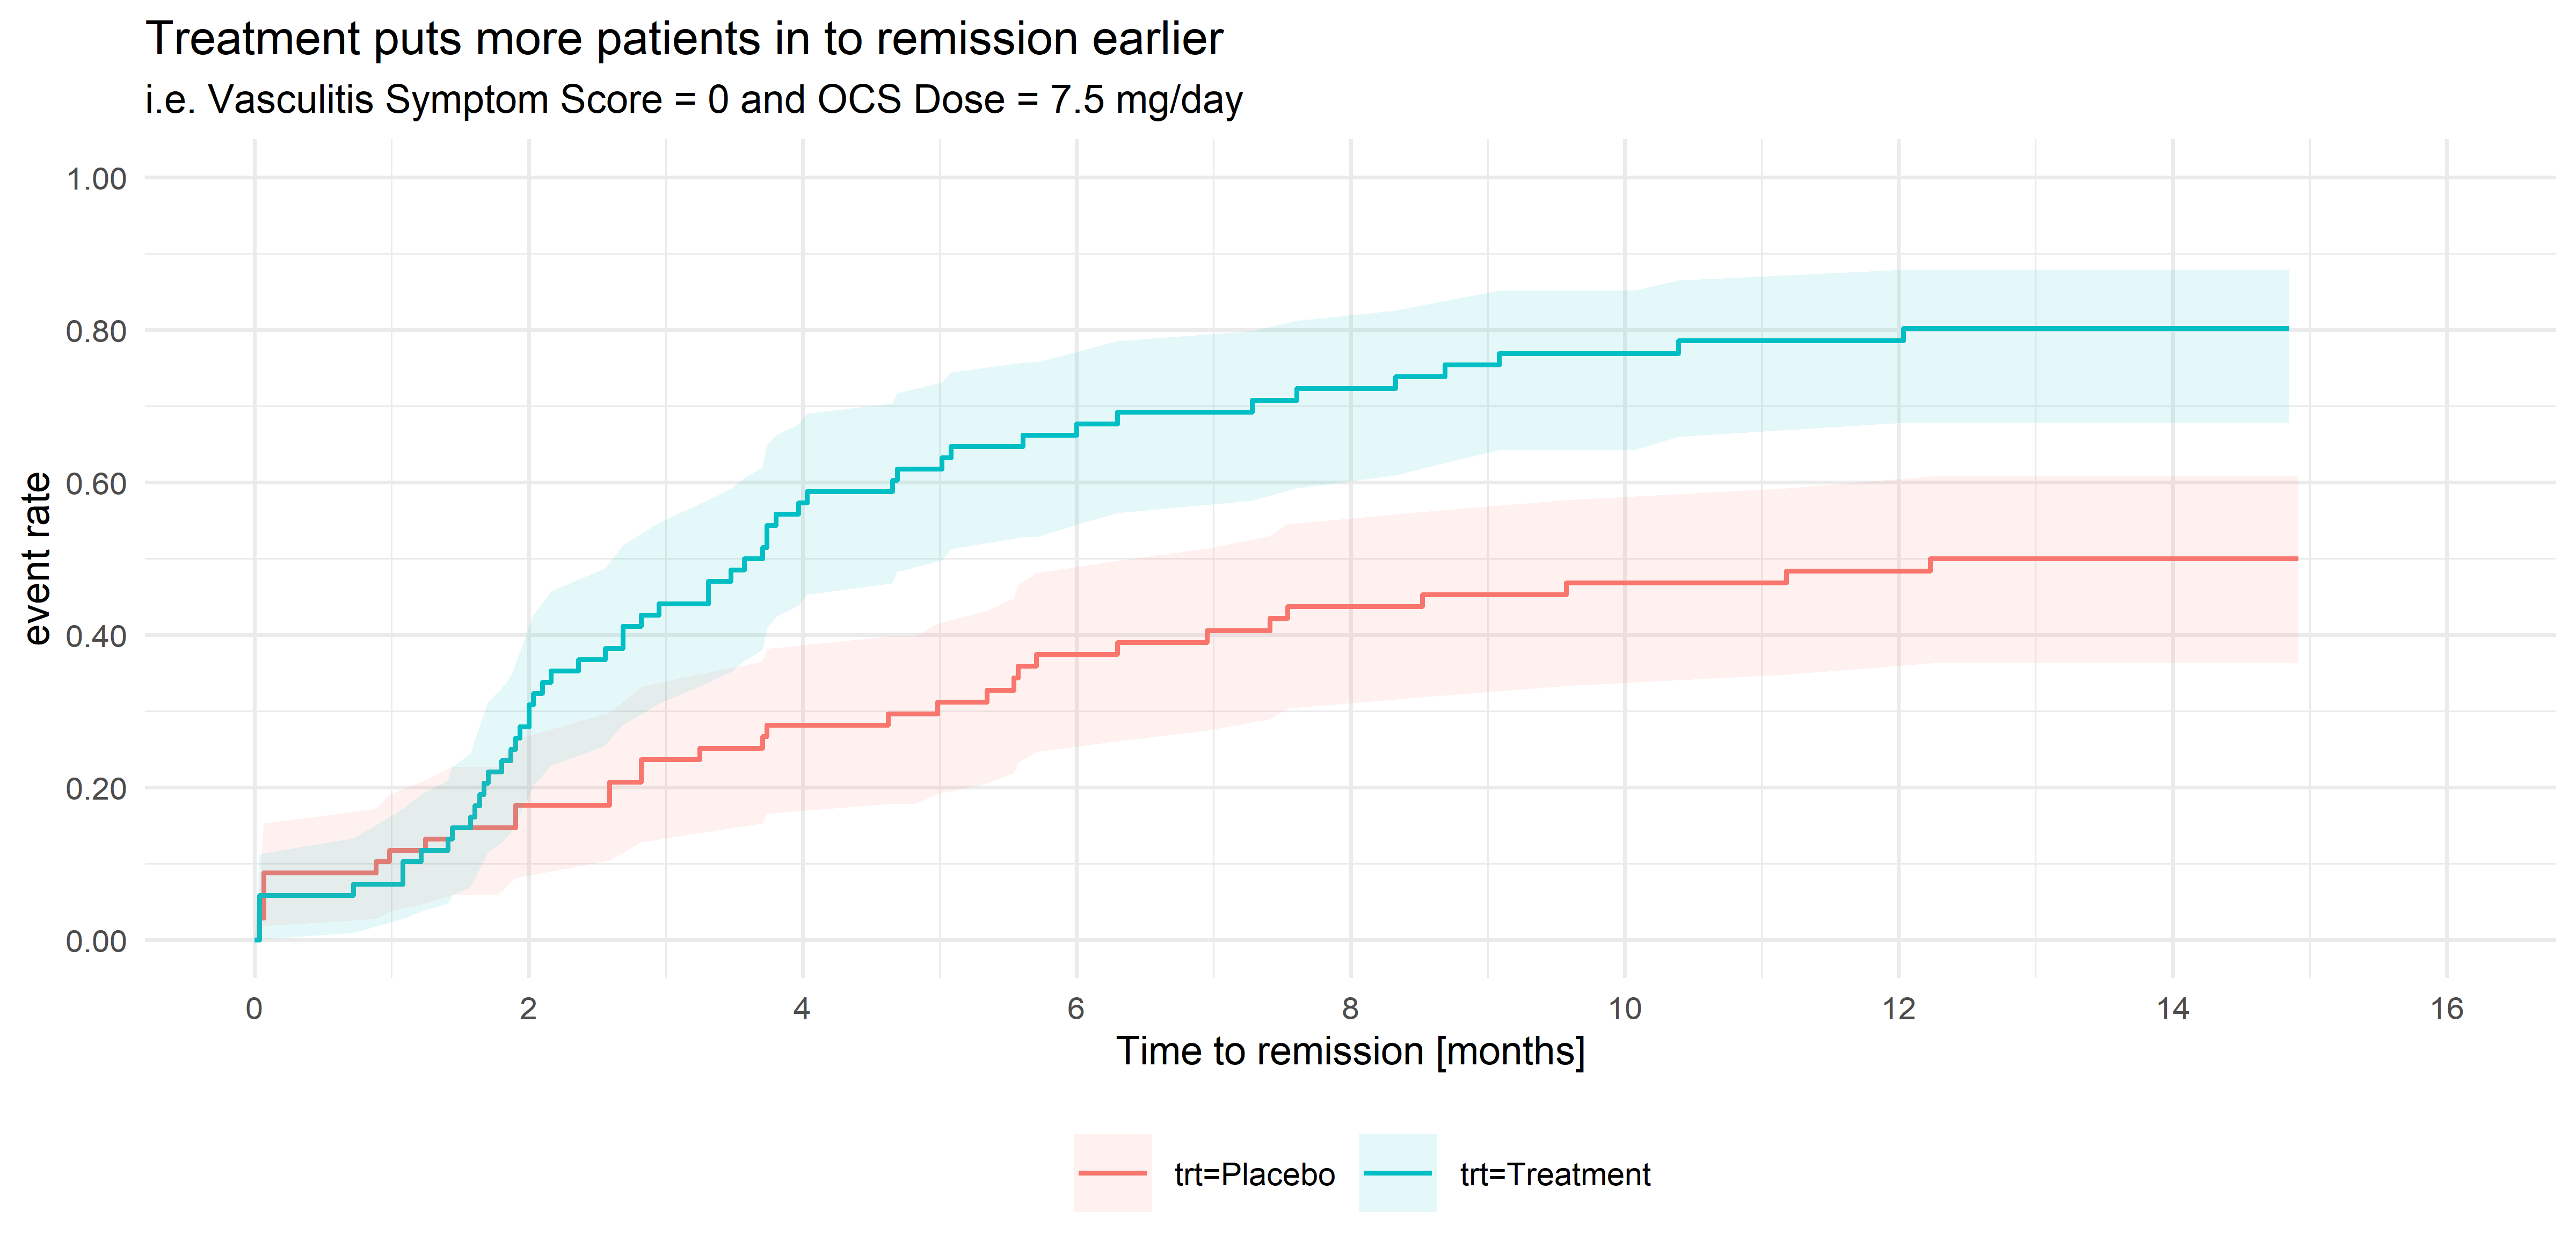 Treatment puts more patients in to remission earlier
i.e. Vasculitis Symptom Score = 0 and OCS Dose = 7.5 mg/day
1.00
0.80
0.60
0.40
0.20
0.00
event rate
0 2 4 6 8 10 12 14 16
Time to remission [months]
trt=Placebo trt=Treatment